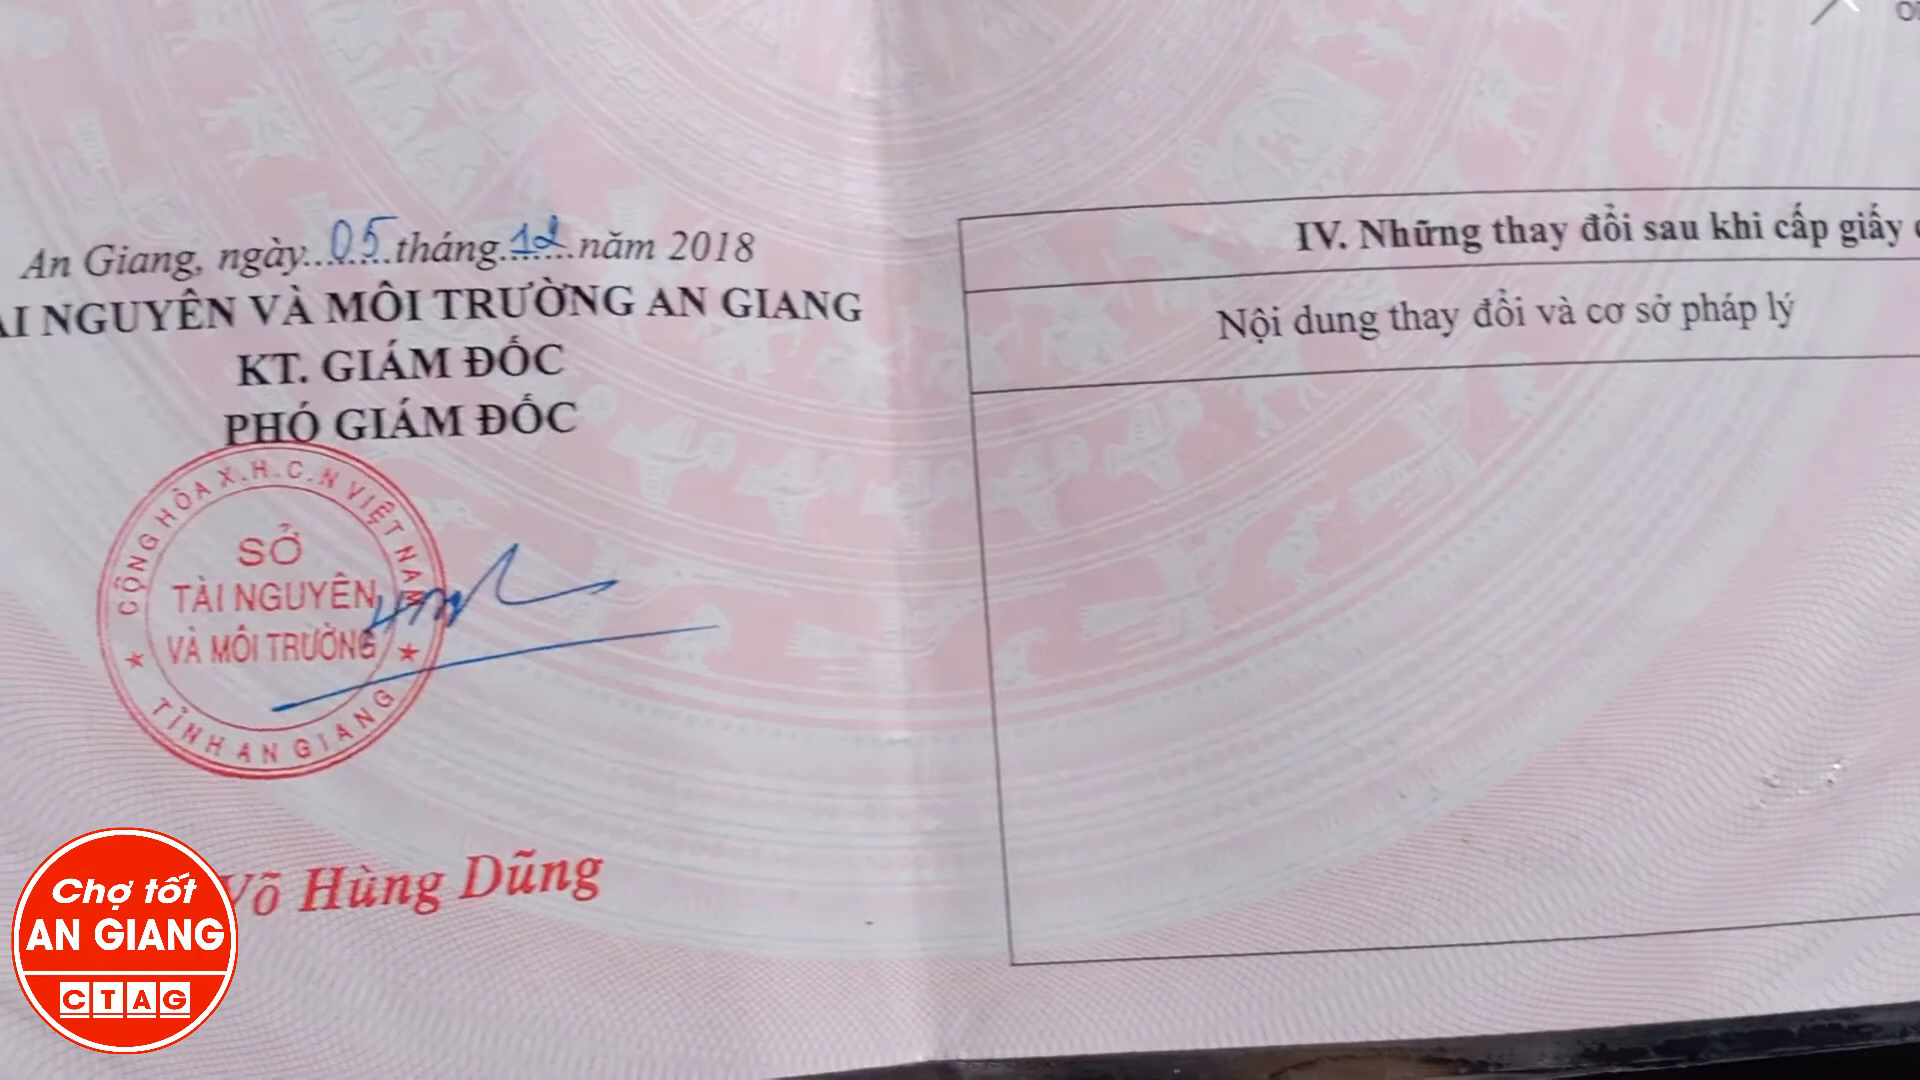 An Giang, ngày 05 tháng 12 năm 2018
NGUYÊN VÀ MÔI TRƯỜNG AN GIANG
KT. GIÁM ĐỐC
PHÓ GIÁM ĐỐC
CỘNG HÒA X.H.C.N VIỆT NAM
SỞ
TÀI NGUYÊN
VÀ MÔI TRƯỜNG
TỈNH AN GIANG
Võ Hùng Dũng
IV. Những thay đổi sau khi cấp giấy
Nội dung thay đổi và cơ sở pháp lý
Chợ tốt
AN GIANG
CTAG